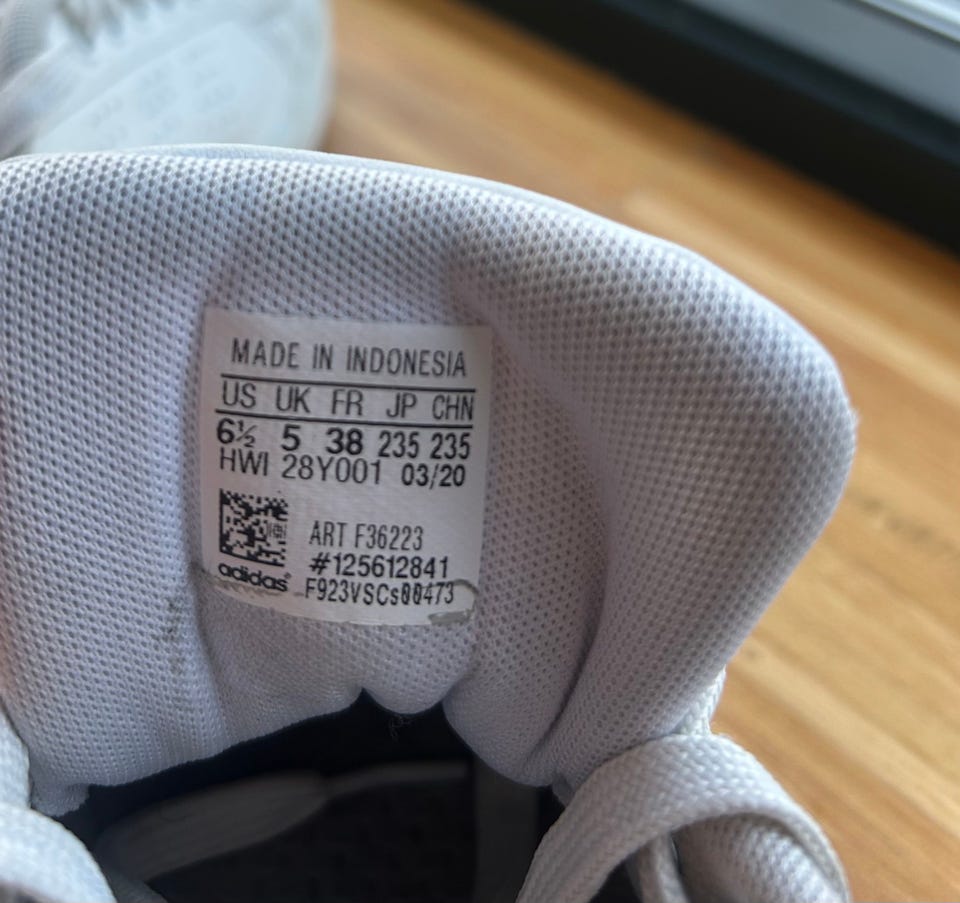 MADE IN INDONESIA
US UK FR JP CHN
6½ 5 38 235 235
HWI 28Y001 03/20
ART F36223
#125612841
adidas® F923VSCs00473